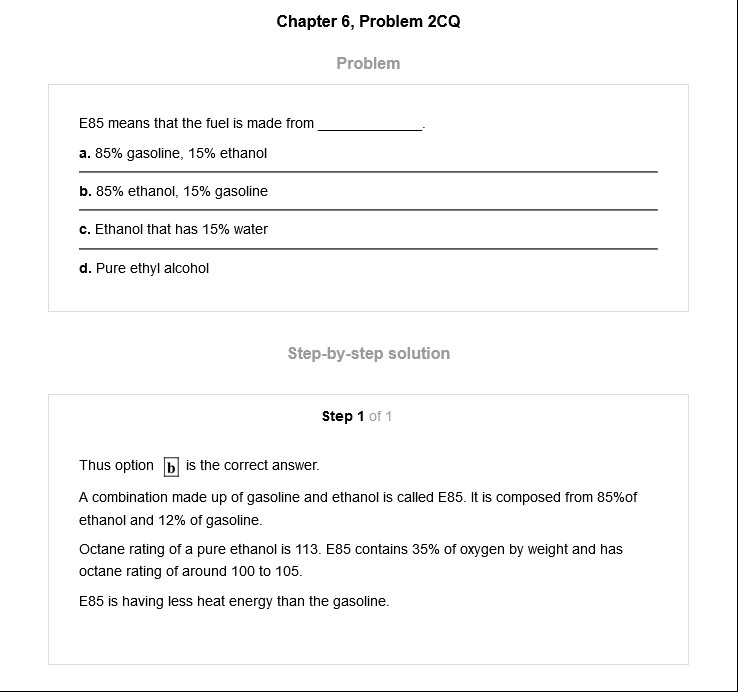 Chapter 6, Problem 2CQ
Problem
E85 means that the fuel is made from ______________.
a. 85% gasoline, 15% ethanol
b. 85% ethanol, 15% gasoline
c. Ethanol that has 15% water
d. Pure ethyl alcohol
Step-by-step solution
Step 1 of 1
Thus option b is the correct answer.
A combination made up of gasoline and ethanol is called E85. It is composed from 85%of
ethanol and 12% of gasoline.
Octane rating of a pure ethanol is 113. E85 contains 35% of oxygen by weight and has
octane rating of around 100 to 105.
E85 is having less heat energy than the gasoline.